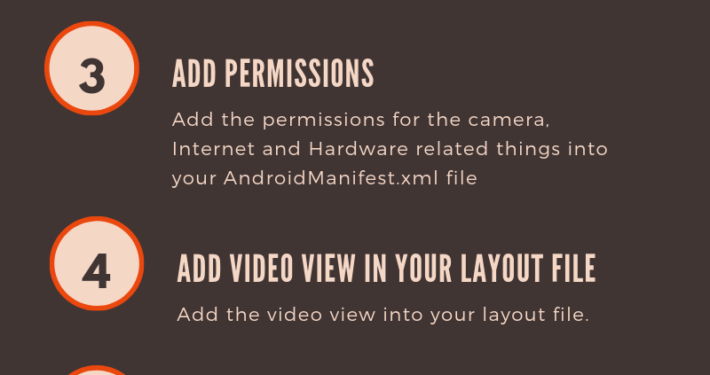 3
ADD PERMISSIONS
Add the permissions for the camera,
Internet and Hardware related things into
your AndroidManifest.xml file
4
ADD VIDEO VIEW IN YOUR LAYOUT FILE
Add the video view into your layout file.